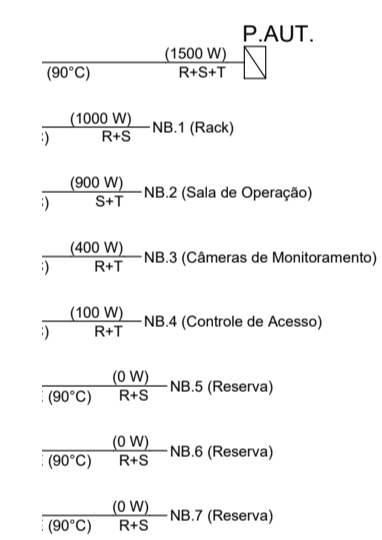 P.AUT.
(1500 W)
(90°C) R+S+T
(1000 W) NB.1 (Rack)
:) R+S
(900 W) NB.2 (Sala de Operação)
:) S+T
(400 W) NB.3 (Câmeras de Monitoramento)
:) R+T
(100 W) NB.4 (Controle de Acesso)
:) R+T
(0 W) NB.5 (Reserva)
(90°C) R+S
(0 W) NB.6 (Reserva)
(90°C) R+S
(0 W) NB.7 (Reserva)
(90°C) R+S